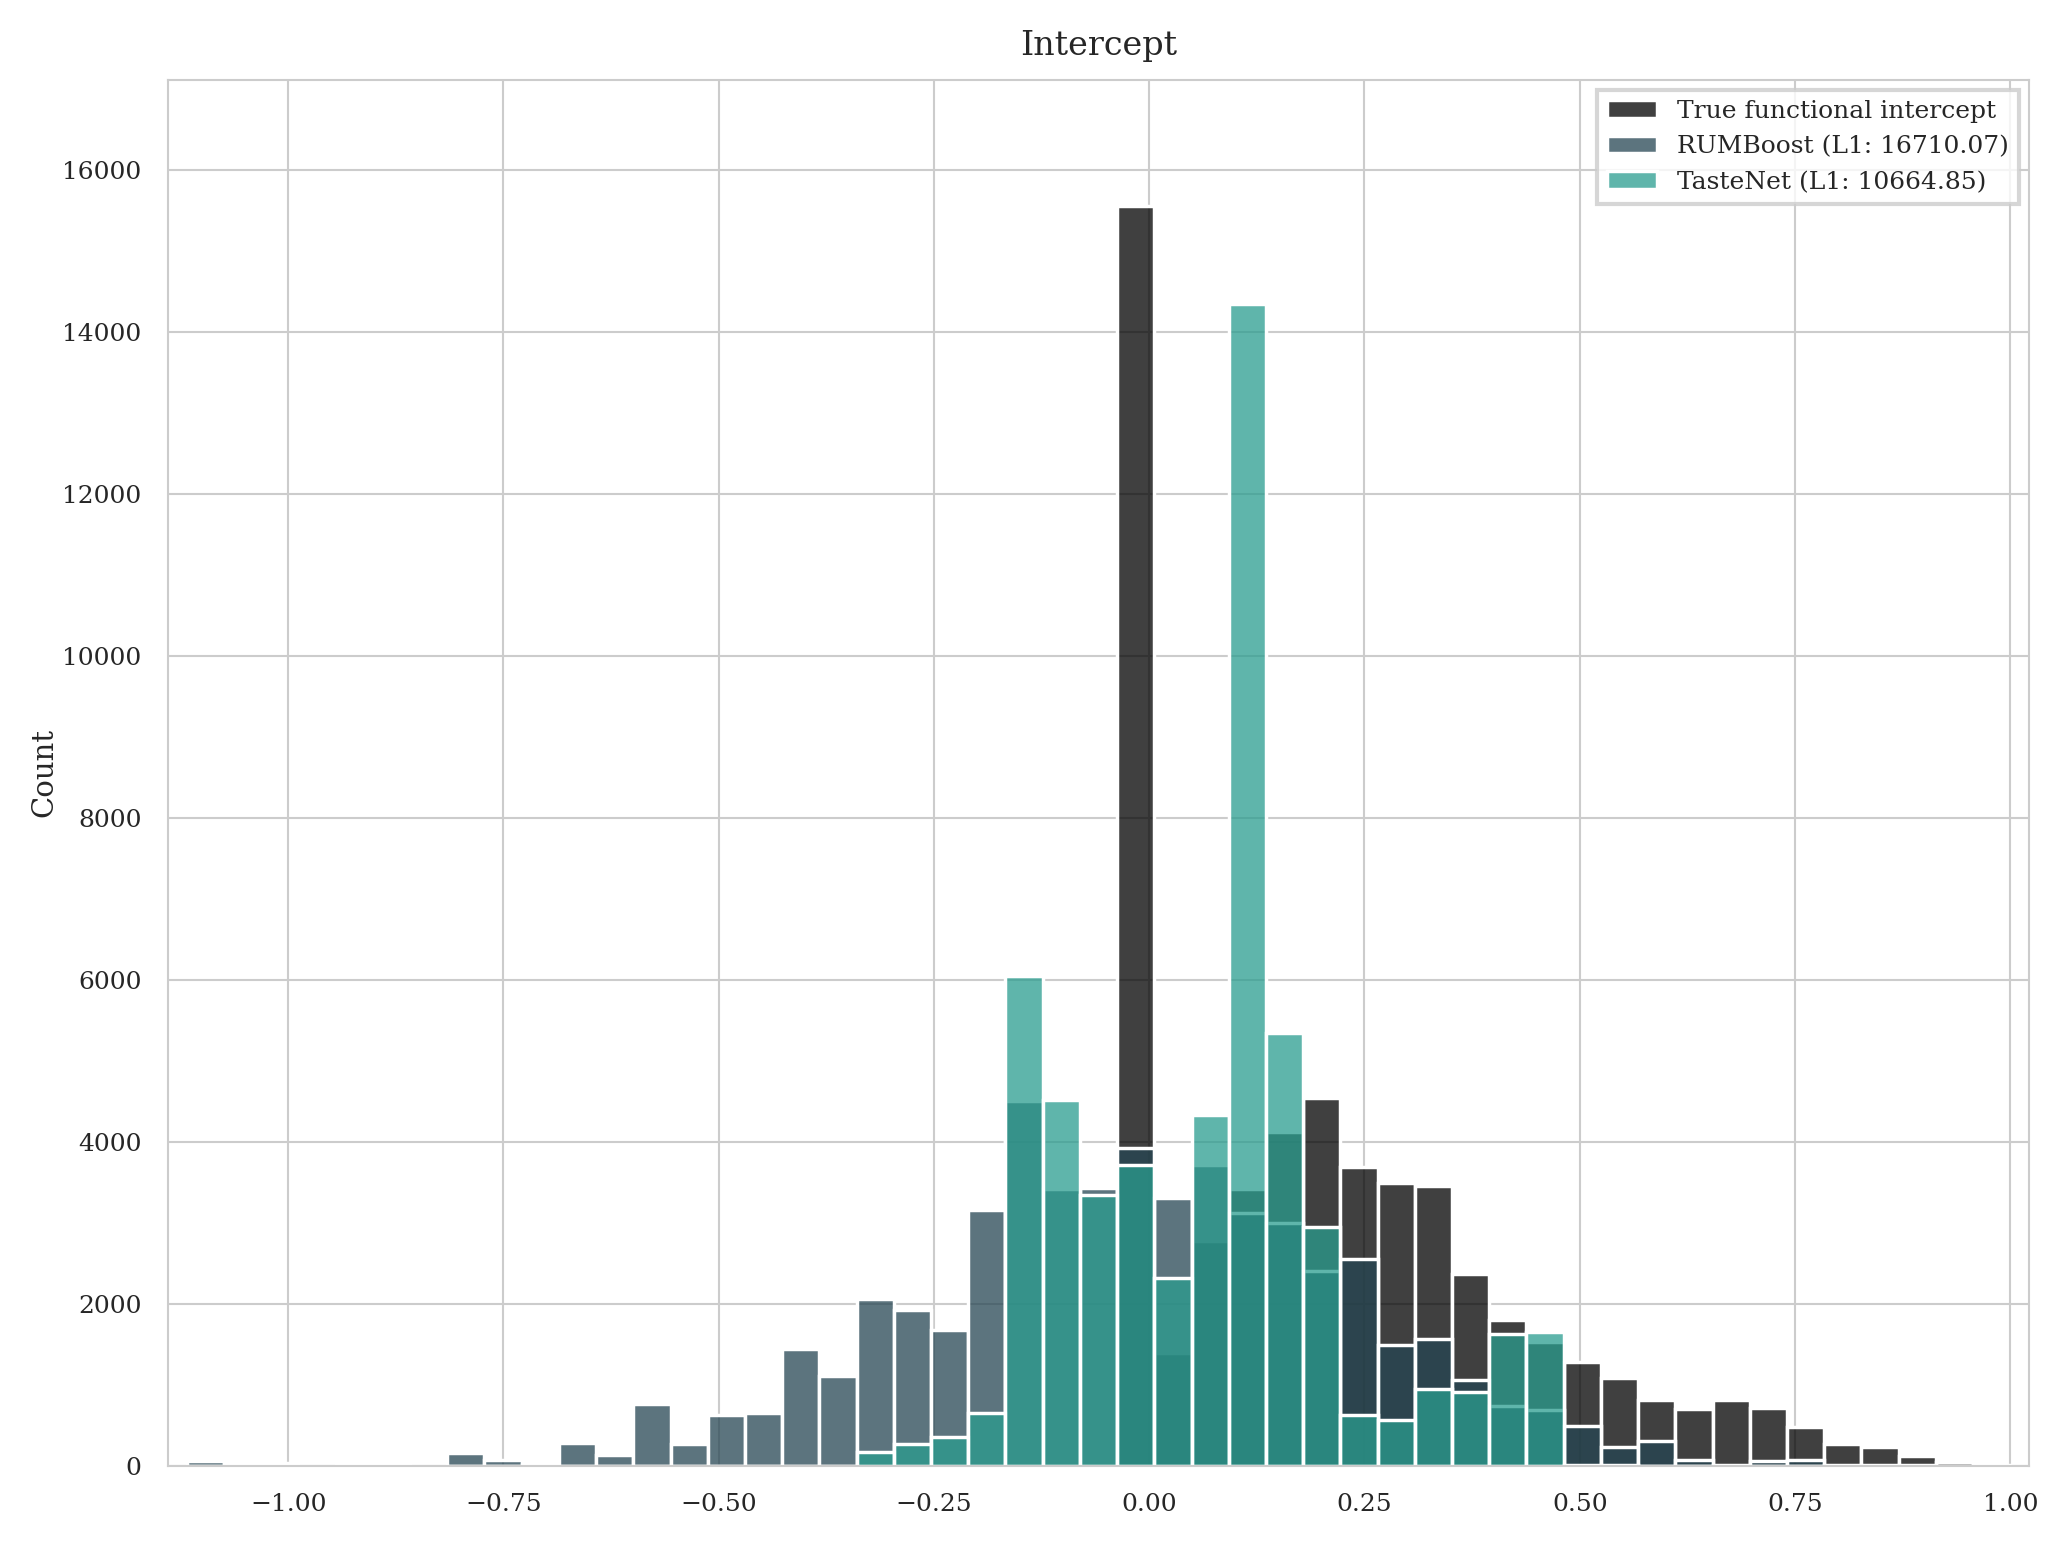 Intercept
True functional intercept
RUMBoost (L1: 16710.07)
TasteNet (L1: 10664.85)
16000
14000
12000
10000
8000
6000
4000
2000
0
Count
−1.00 −0.75 −0.50 −0.25 0.00 0.25 0.50 0.75 1.00